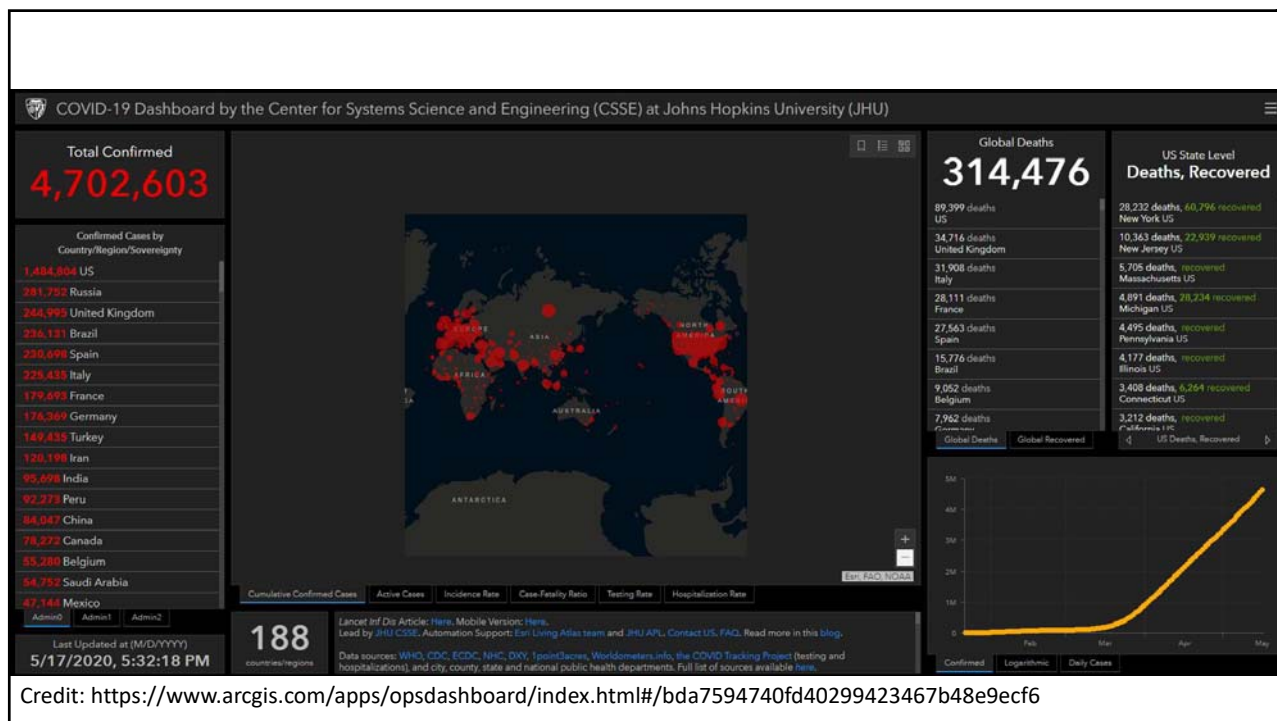 COVID-19 Dashboard by the Center for Systems Science and Engineering (CSSE) at Johns Hopkins University (JHU)
Total Confirmed
4,702,603
Confirmed Cases by
Country/Region/Sovereignty
1,484,804 US
281,752 Russia
244,995 United Kingdom
236,131 Brazil
230,698 Spain
225,435 Italy
179,693 France
176,369 Germany
149,435 Turkey
120,198 Iran
95,698 India
92,273 Peru
84,047 China
78,272 Canada
55,280 Belgium
54,752 Saudi Arabia
47,144 Mexico
Admin0 Admin1 Admin2
Last Updated at (M/D/YYYY)
5/17/2020, 5:32:18 PM
EUROPE
ASIA
AFRICA
AUSTRALIA
NORTH
AMERICA
SOUTH
ANTARCTICA
+
−
Esri, FAO, NOAA
Cumulative Confirmed Cases Active Cases Incidence Rate Case-Fatality Ratio Testing Rate Hospitalization Rate
188
countries/regions
Lancet Inf Dis Article: Here. Mobile Version: Here.
Lead by JHU CSSE. Automation Support: Esri Living Atlas team and JHU APL. Contact US. FAQ. Read more in this blog.
Data sources: WHO, CDC, ECDC, NHC, DXY, 1point3acres, Worldometers.info, the COVID Tracking Project (testing and
hospitalizations), and city, county, state and national public health departments. Full list of sources available here.
Global Deaths
314,476
89,399 deaths
US
34,716 deaths
United Kingdom
31,908 deaths
Italy
28,111 deaths
France
27,563 deaths
Spain
15,776 deaths
Brazil
9,052 deaths
Belgium
7,962 deaths
Germany
Global Deaths Global Recovered
US State Level
Deaths, Recovered
28,232 deaths, 60,796 recovered
New York US
10,363 deaths, 22,939 recovered
New Jersey US
5,705 deaths, recovered
Massachusetts US
4,891 deaths, 28,234 recovered
Michigan US
4,495 deaths, recovered
Pennsylvania US
4,177 deaths, recovered
Illinois US
3,408 deaths, 6,264 recovered
Connecticut US
3,212 deaths, recovered
California US
US Deaths, Recovered
5M
4M
3M
2M
1M
0
Feb Mar Apr May
Confirmed Logarithmic Daily Cases
Credit: https://www.arcgis.com/apps/opsdashboard/index.html#/bda7594740fd40299423467b48e9ecf6